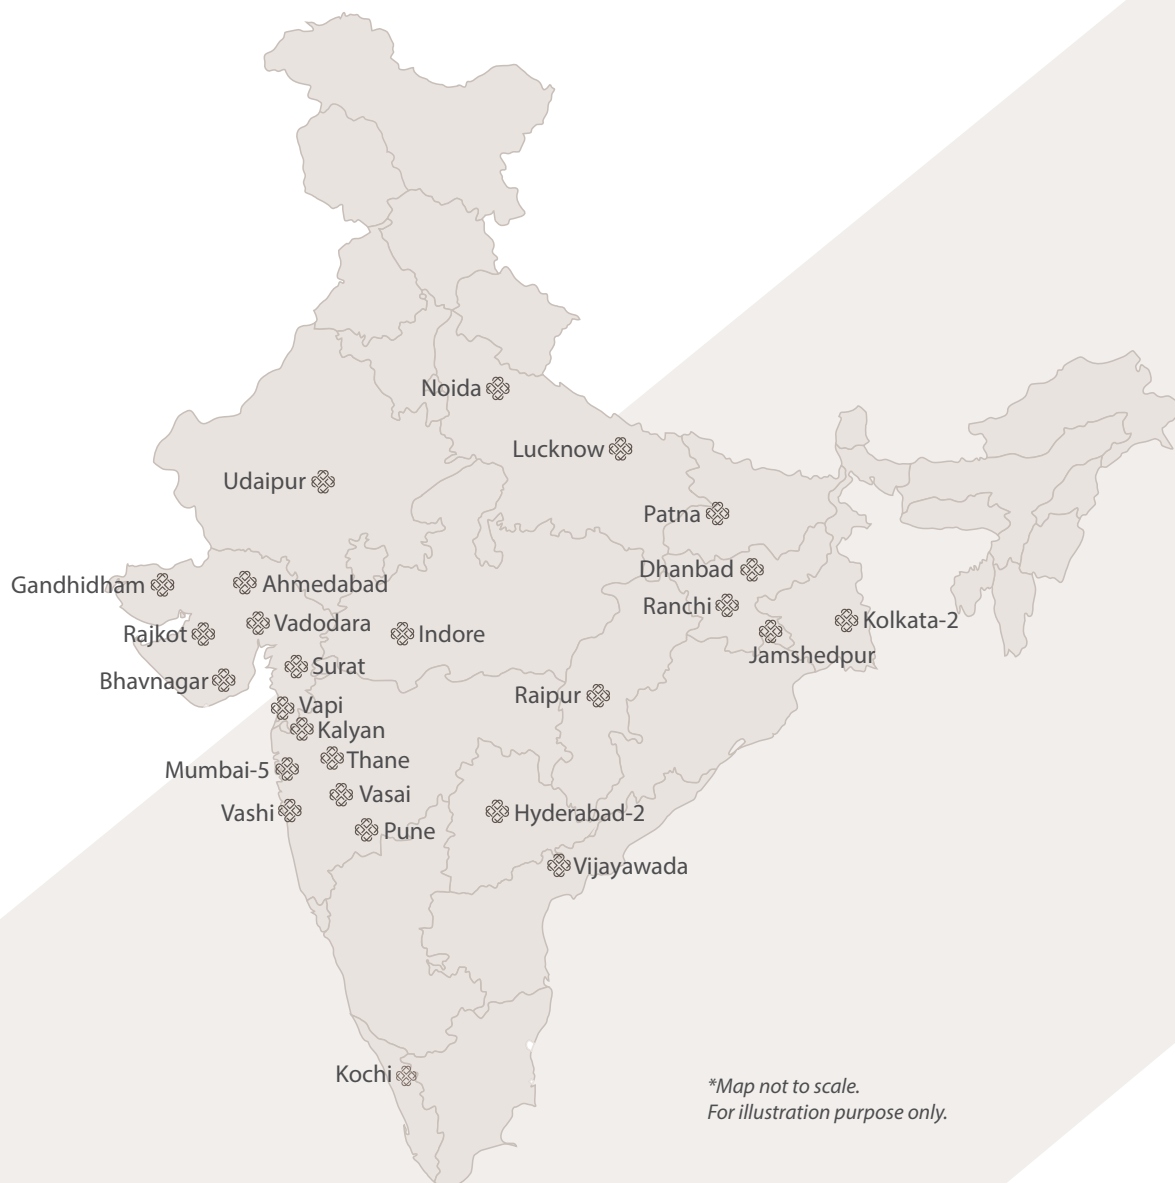 Noida
Lucknow
Udaipur
Patna
Dhanbad
Gandhidham
Ahmedabad
Ranchi
Kolkata-2
Vadodara
Rajkot
Indore
Jamshedpur
Surat
Bhavnagar
Raipur
Vapi
Kalyan
Thane
Mumbai-5
Vasai
Vashi
Hyderabad-2
Pune
Vijayawada
Kochi
*Map not to scale.
For illustration purpose only.